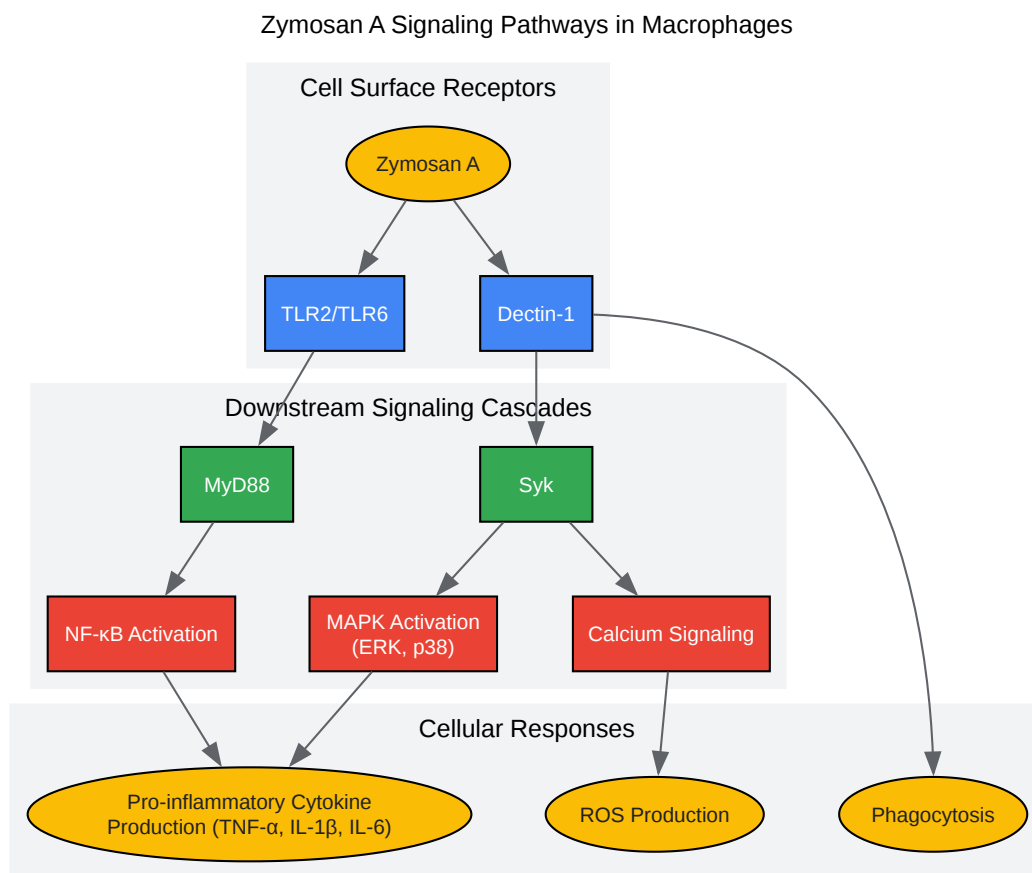 Zymosan A Signaling Pathways in Macrophages
Cell Surface Receptors
Zymosan A
TLR2/TLR6
Dectin-1
Downstream Signaling Cascades
MyD88
Syk
NF-κB Activation
MAPK Activation
(ERK, p38)
Calcium Signaling
Cellular Responses
Pro-inflammatory Cytokine
Production (TNF-α, IL-1β, IL-6)
ROS Production
Phagocytosis